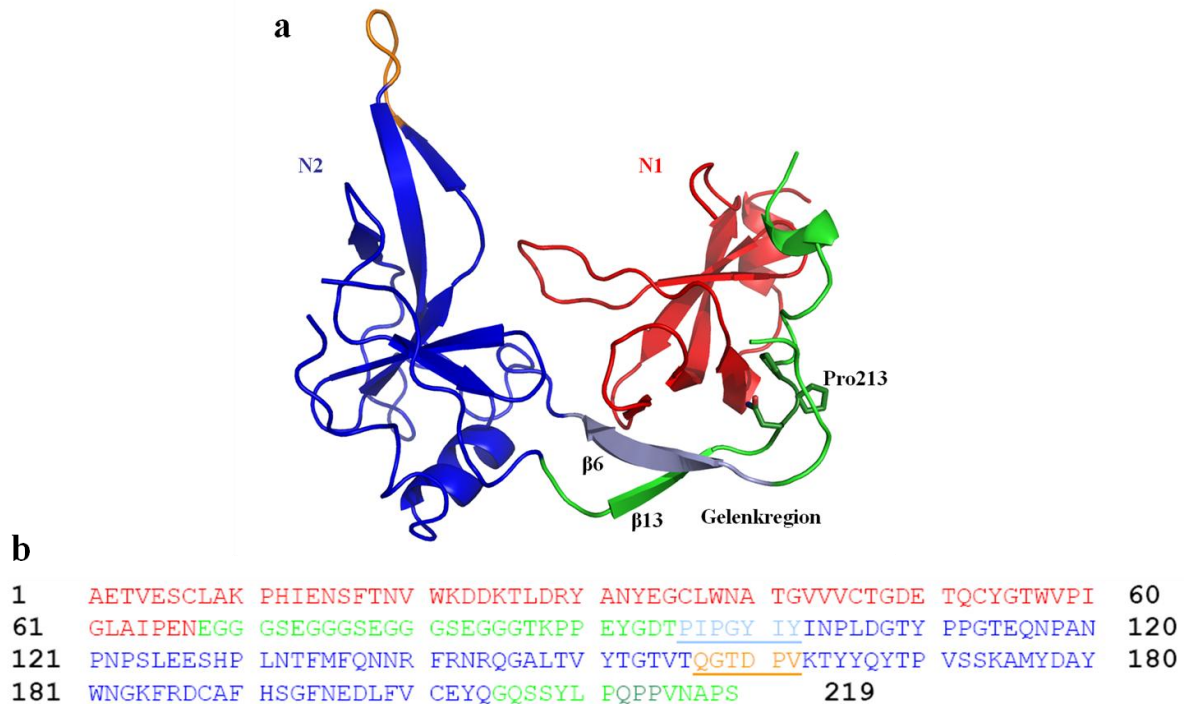 a
N2
N1
Pro213
β6
β13 Gelenkregion
b
1 AETVESCLAK PHIENSFTNV WKDDKTLDRY ANYEGCLWNA TGVVVCTGDE TQCYGTWVPI 60
61 GLAIPENEGG GSEGGGSEGG GSEGGGTKPP EYGDTPIPGY IYINPLDGTY PPGTEQNPAN 120
121 PNPSLEESHP LNTFMFQNNR FRNRQGALTV YTGTVTQGTD PVKTYYQYTP VSSKAMYDAY 180
181 WNGKFRDCAF HSGFNEDLFV CEYQGQSSYL PQPPVNAPS 219